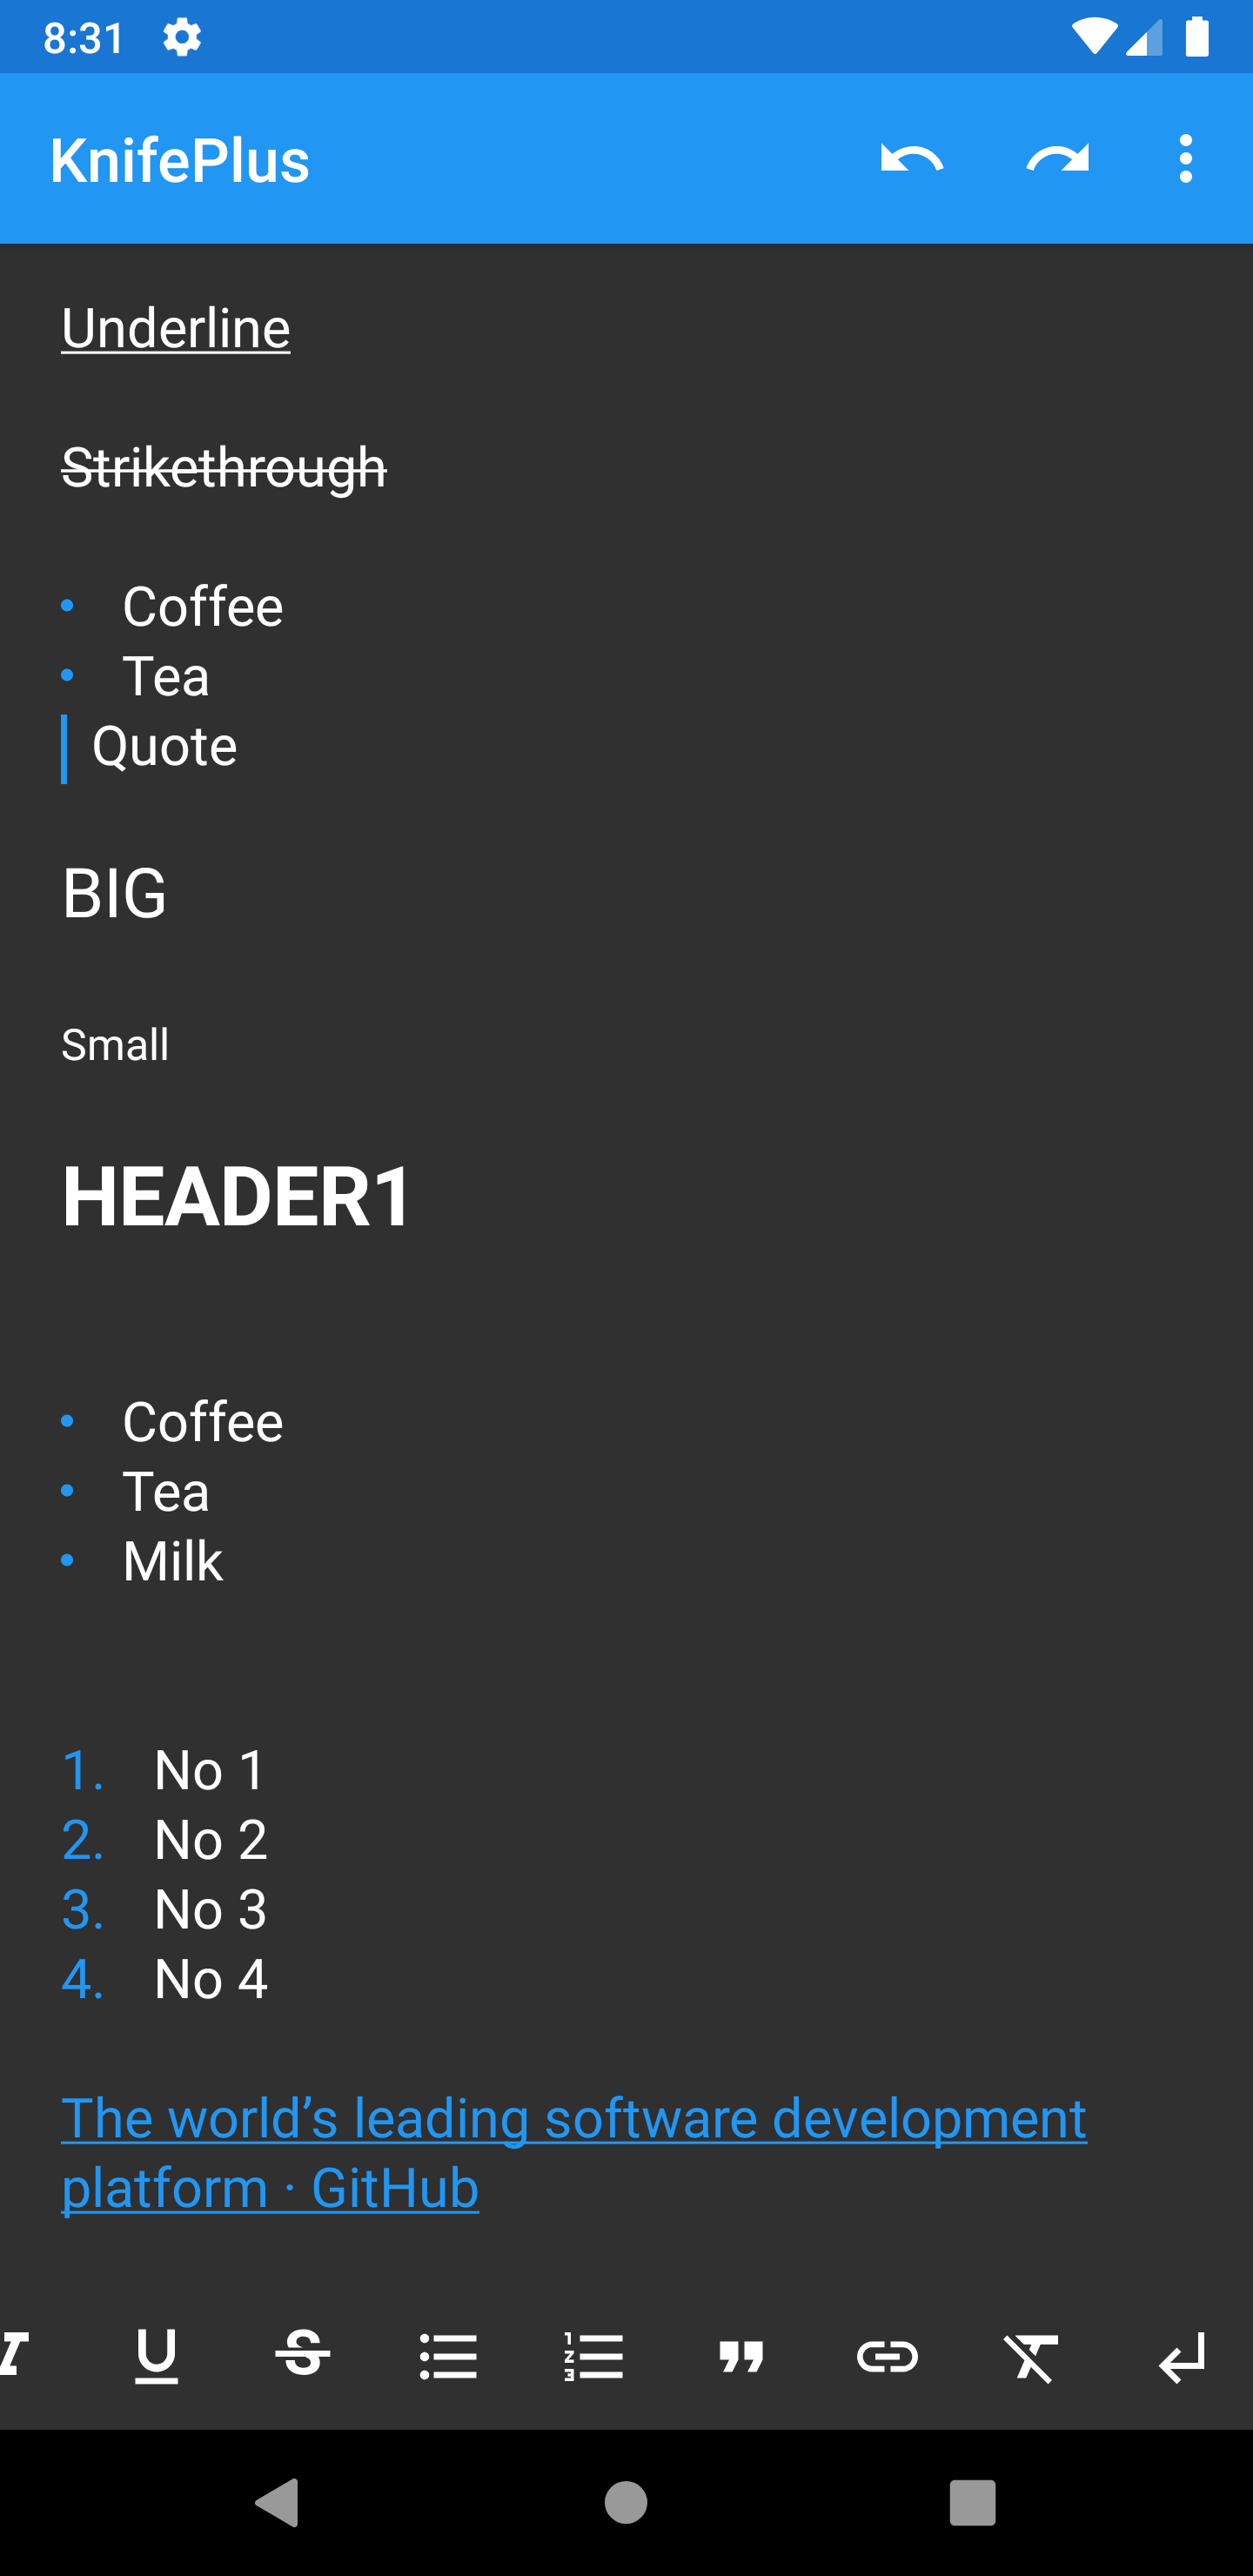 8:31
KnifePlus
Underline
Strikethrough
• Coffee
• Tea
Quote
BIG
Small
HEADER1
• Coffee
• Tea
• Milk
1. No 1
2. No 2
3. No 3
4. No 4
The world’s leading software development
platform · GitHub